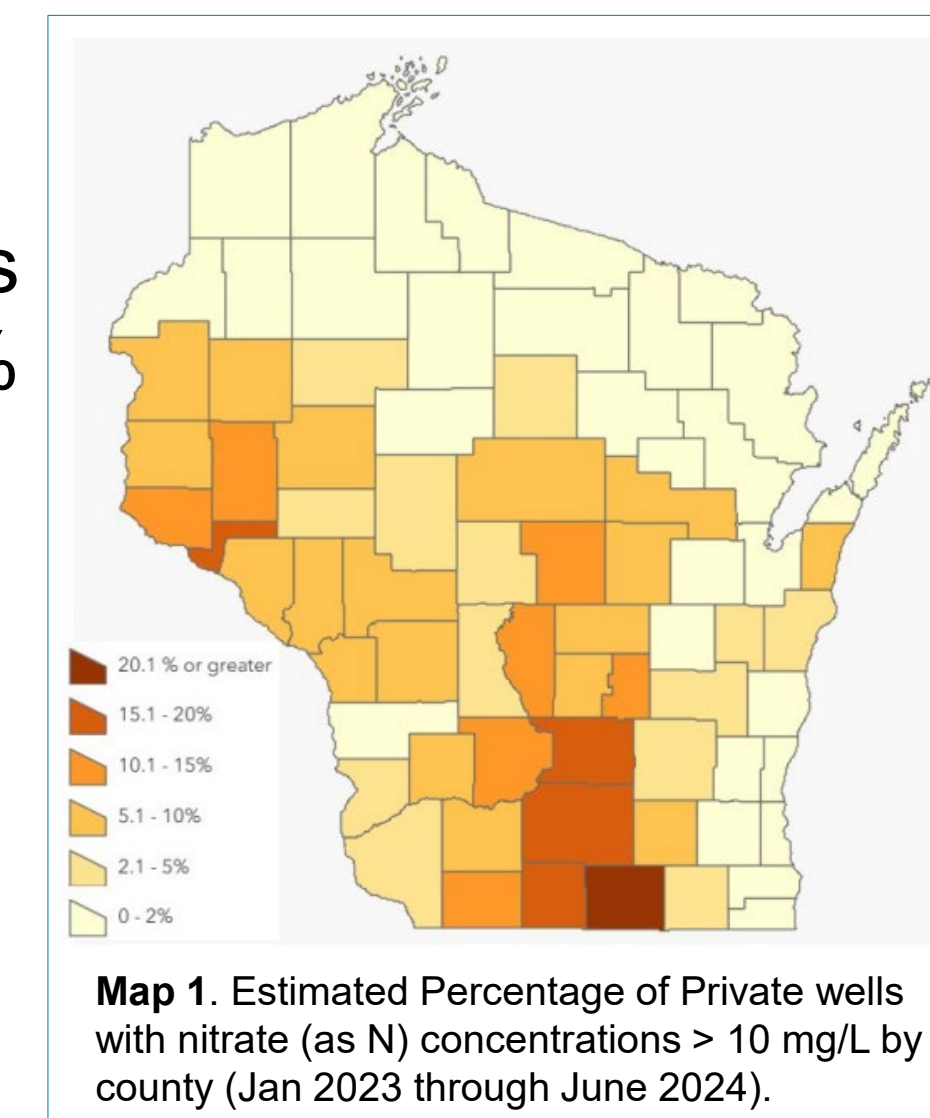 s
%
20.1 % or greater
15.1 - 20%
10.1 - 15%
5.1 - 10%
2.1 - 5%
0 - 2%
Map 1. Estimated Percentage of Private wells
with nitrate (as N) concentrations > 10 mg/L by
county (Jan 2023 through June 2024).